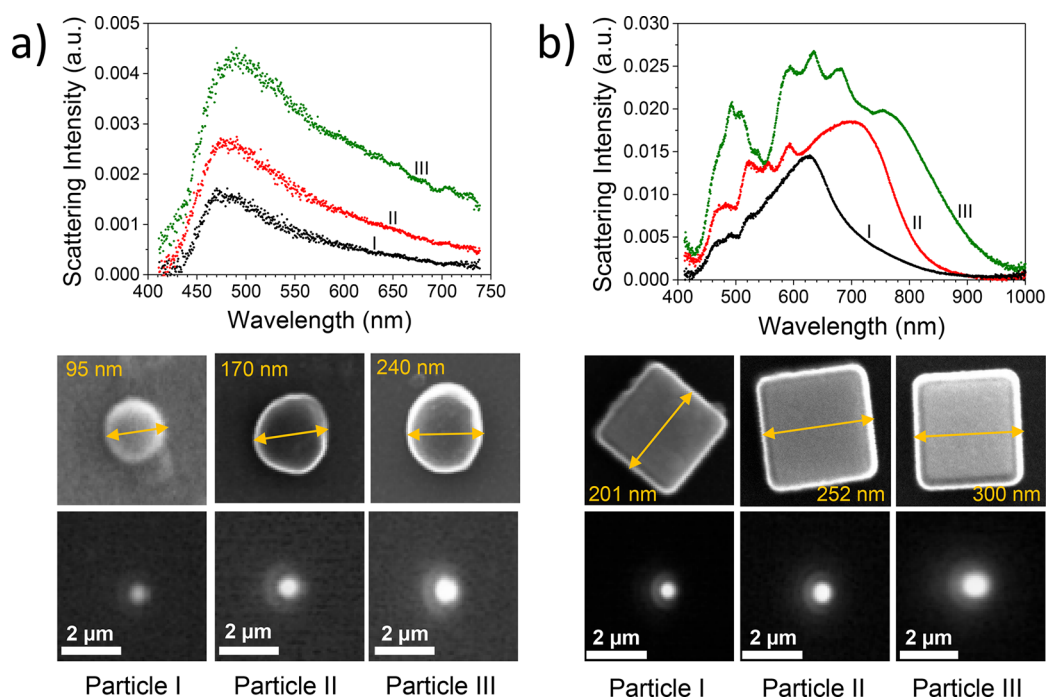 a)
Scattering Intensity (a.u.)
0.005
0.004
0.003
0.002
0.001
0.000
III
II
I
400 450 500 550 600 650 700 750
Wavelength (nm)
95 nm
170 nm
240 nm
2 µm
2 µm
2 µm
Particle I
Particle II
Particle III
b)
Scattering Intensity (a.u.)
0.030
0.025
0.020
0.015
0.010
0.005
0.000
I
II
III
400 500 600 700 800 900 1000
Wavelength (nm)
201 nm
252 nm
300 nm
2 µm
2 µm
2 µm
Particle I
Particle II
Particle III